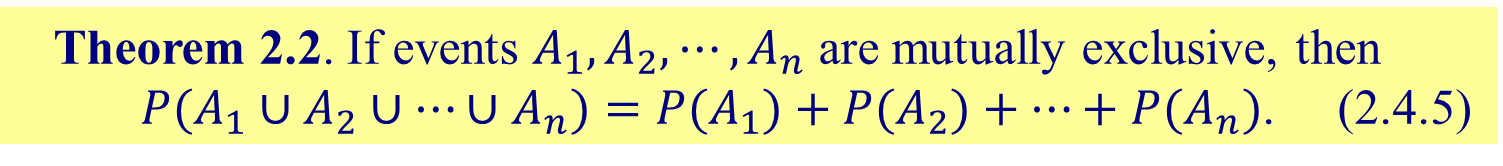 Theorem 2.2. If events A₁, A₂, ⋯, Aₙ are mutually exclusive, then
P(A₁ ∪ A₂ ∪ ⋯ ∪ Aₙ) = P(A₁) + P(A₂) + ⋯ + P(Aₙ). (2.4.5)